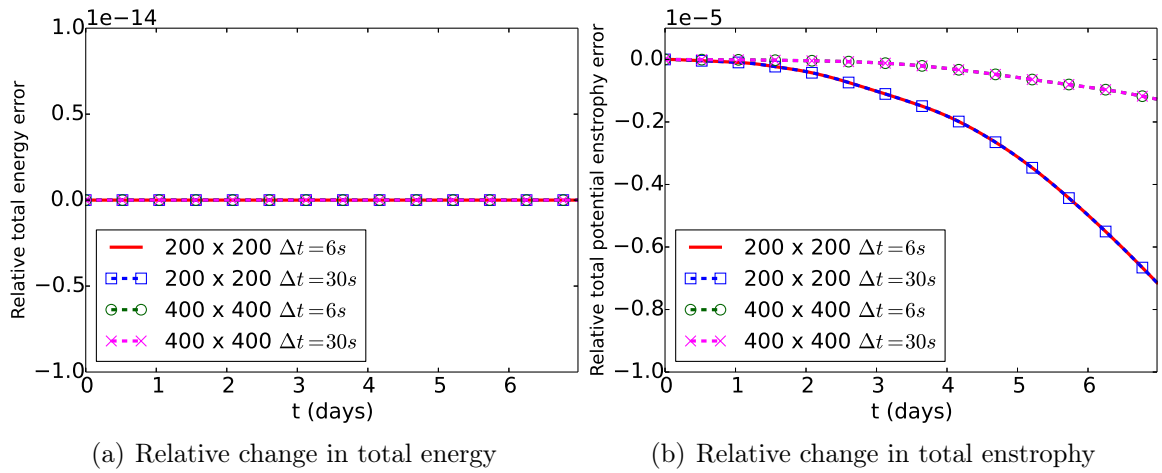 1e−14
1.0
0.5
0.0
−0.5
−1.0
Relative total energy error
200 x 200 Δt=6s
200 x 200 Δt=30s
400 x 400 Δt=6s
400 x 400 Δt=30s
0 1 2 3 4 5 6
t (days)
(a) Relative change in total energy
1e−5
0.0
−0.2
−0.4
−0.6
−0.8
−1.0
Relative total potential enstrophy error
200 x 200 Δt=6s
200 x 200 Δt=30s
400 x 400 Δt=6s
400 x 400 Δt=30s
0 1 2 3 4 5 6
t (days)
(b) Relative change in total enstrophy